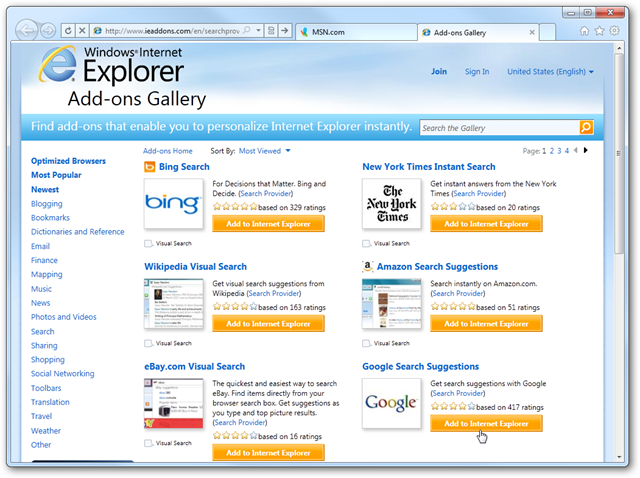 www.ieaddons.com/en/searchprov
MSN.com
Add-ons Gallery
Windows Internet
Explorer
Add-ons Gallery
Join
Sign In
United States (English)
Find add-ons that enable you to personalize Internet Explorer instantly.
Search the Gallery
Add-ons Home
Sort By: Most Viewed
Page: 1 2 3 4
Optimized Browsers
Most Popular
Newest
Blogging
Bookmarks
Dictionaries and Reference
Email
Finance
Mapping
Music
News
Photos and Videos
Search
Sharing
Shopping
Social Networking
Toolbars
Translation
Travel
Weather
Other
Bing Search
bing
For Decisions that Matter. Bing and
Decide. (Search Provider)
based on 329 ratings
Add to Internet Explorer
Visual Search
New York Times Instant Search
The
New York
Times
Get instant answers from the New York
Times (Search Provider)
based on 20 ratings
Add to Internet Explorer
Visual Search
Wikipedia Visual Search
Get visual search suggestions from
Wikipedia (Search Provider)
based on 163 ratings
Add to Internet Explorer
Visual Search
Amazon Search Suggestions
Search instantly on Amazon.com.
(Search Provider)
based on 51 ratings
Add to Internet Explorer
Visual Search
eBay.com Visual Search
The quickest and easiest way to search
eBay. Find items directly from your
browser search box. Get suggestions as
you type and top picture results.
(Search Provider)
based on 16 ratings
Add to Internet Explorer
Visual Search
Google Search Suggestions
Google
Get search suggestions with Google
(Search Provider)
based on 417 ratings
Add to Internet Explorer